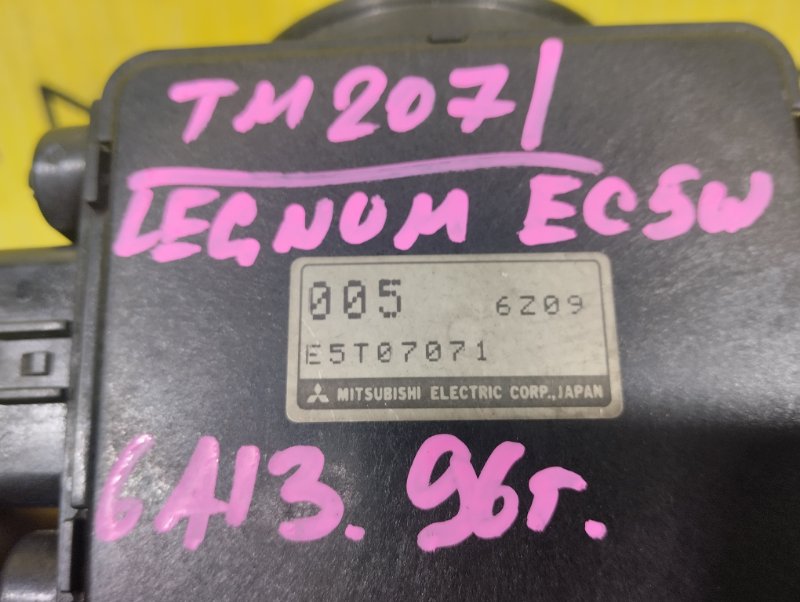 TM2071
LEGNUM EC5W
005 6Z09
E5T07071
MITSUBISHI ELECTRIC CORP., JAPAN
6A13. 96г.